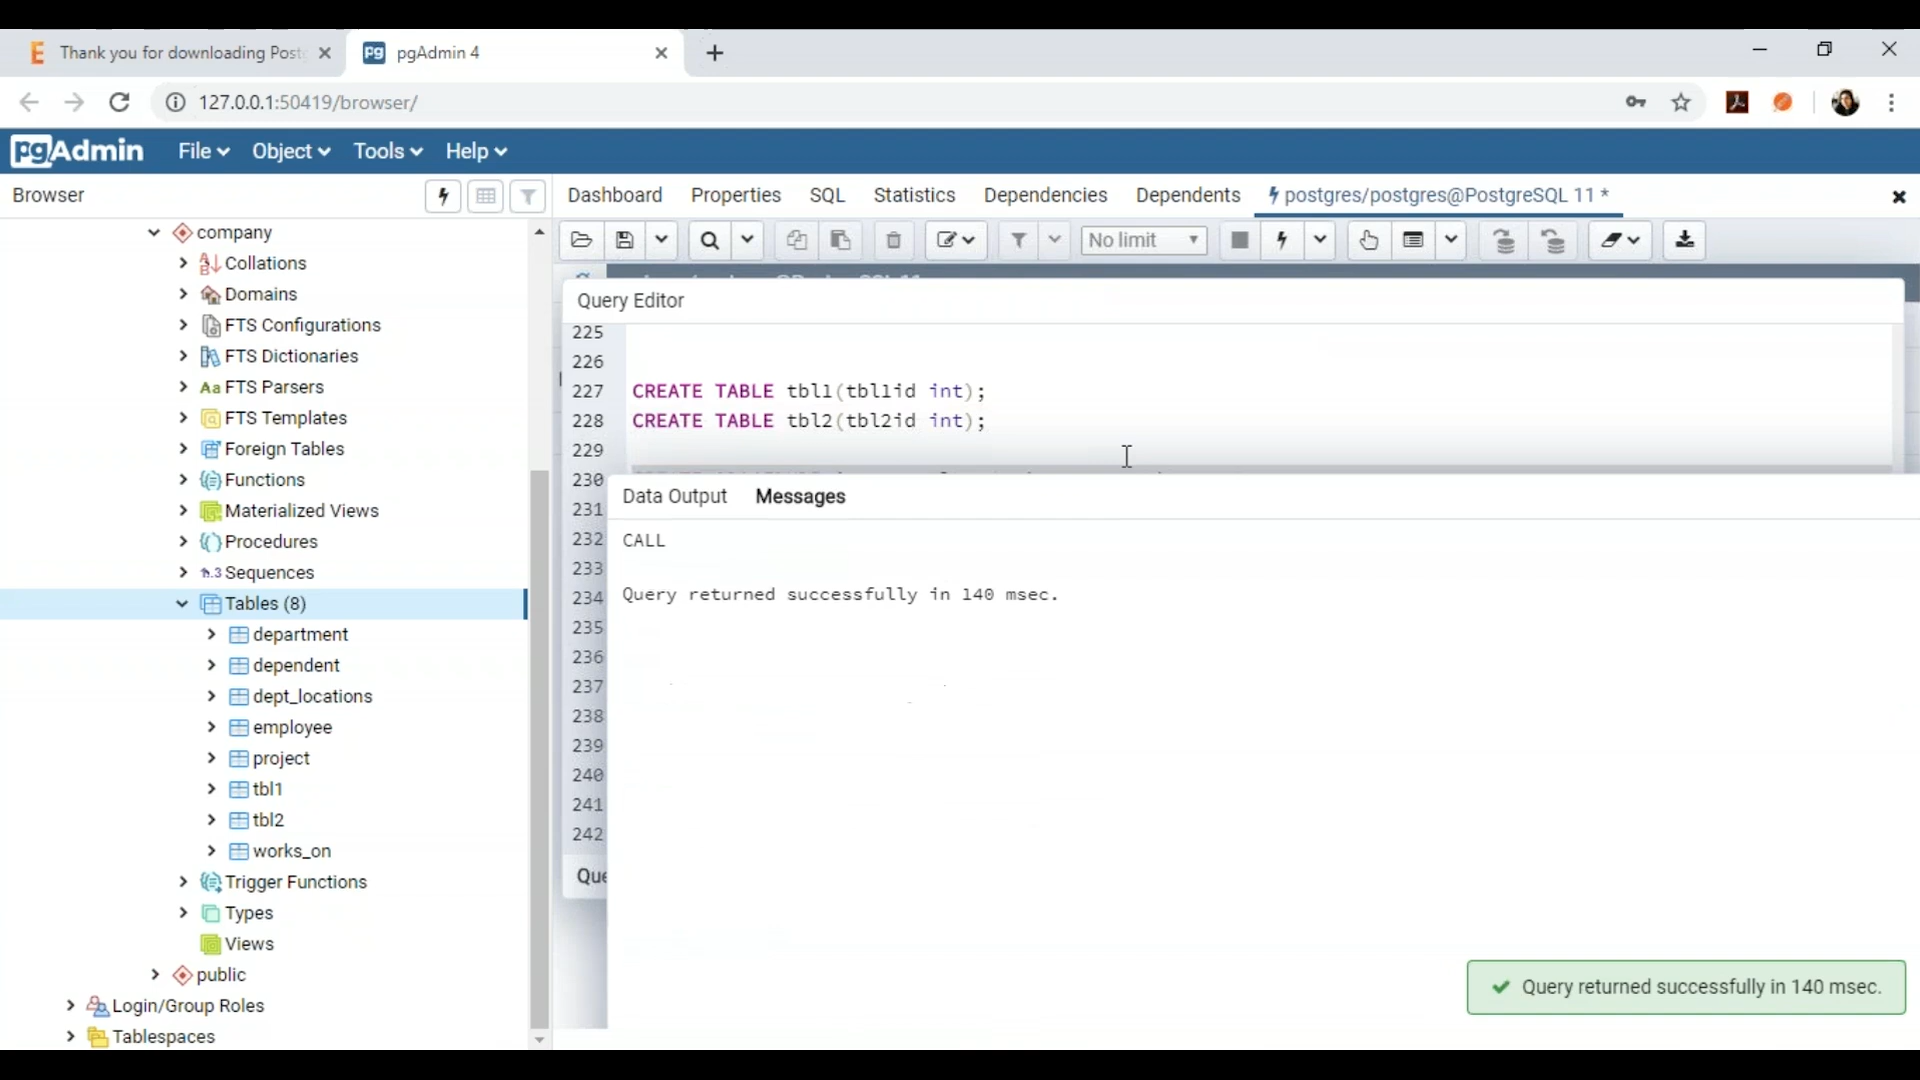 Thank you for downloading Post
pgAdmin 4
127.0.0.1:50419/browser/
pgAdmin
File
Object
Tools
Help
Browser
Dashboard
Properties
SQL
Statistics
Dependencies
Dependents
postgres/postgres@PostgreSQL 11 *
No limit
company
Collations
Domains
FTS Configurations
FTS Dictionaries
Aa FTS Parsers
FTS Templates
Foreign Tables
Functions
Materialized Views
Procedures
Sequences
Tables (8)
department
dependent
dept_locations
employee
project
tbl1
tbl2
works_on
Trigger Functions
Types
Views
public
Login/Group Roles
Tablespaces
Query Editor
225
226
227 CREATE TABLE tbl1(tbl1id int);
228 CREATE TABLE tbl2(tbl2id int);
229
230
231
232
233
234
235
236
237
238
239
240
241
242
Data Output
Messages
CALL
Query returned successfully in 140 msec.
Que
Query returned successfully in 140 msec.